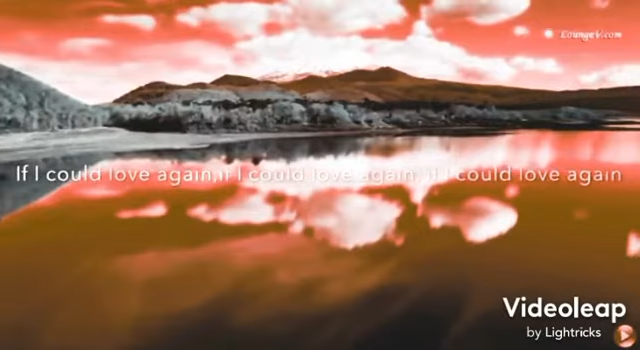 LoungeV.com
If I could love again,if I could love again, if I could love again
Videoleap
by Lightricks